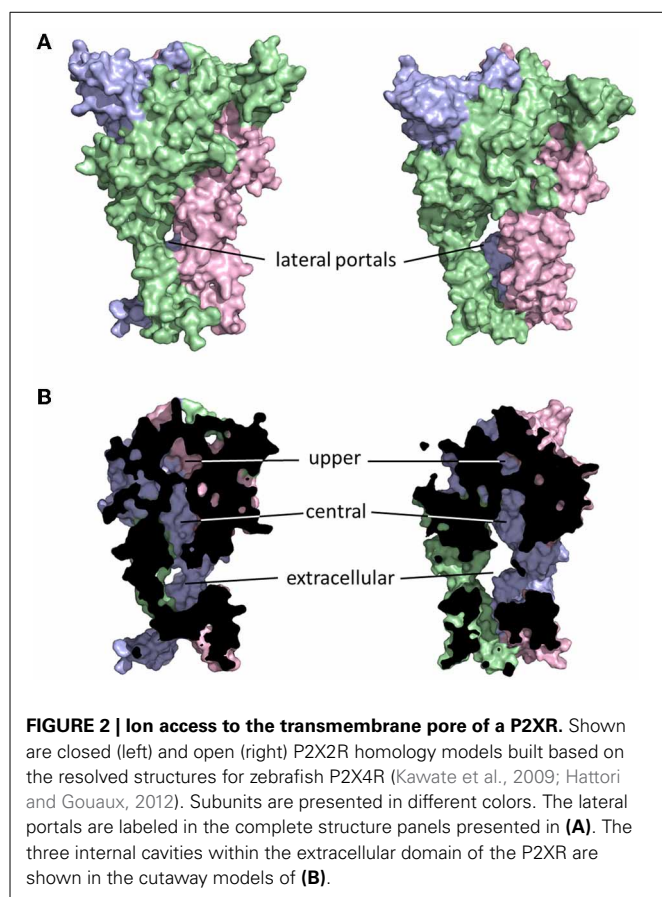 A
lateral portals
B
upper
central
extracellular
FIGURE 2 | Ion access to the transmembrane pore of a P2XR. Shown
are closed (left) and open (right) P2X2R homology models built based on
the resolved structures for zebrafish P2X4R (Kawate et al., 2009; Hattori
and Gouaux, 2012). Subunits are presented in different colors. The lateral
portals are labeled in the complete structure panels presented in (A). The
three internal cavities within the extracellular domain of the P2XR are
shown in the cutaway models of (B).